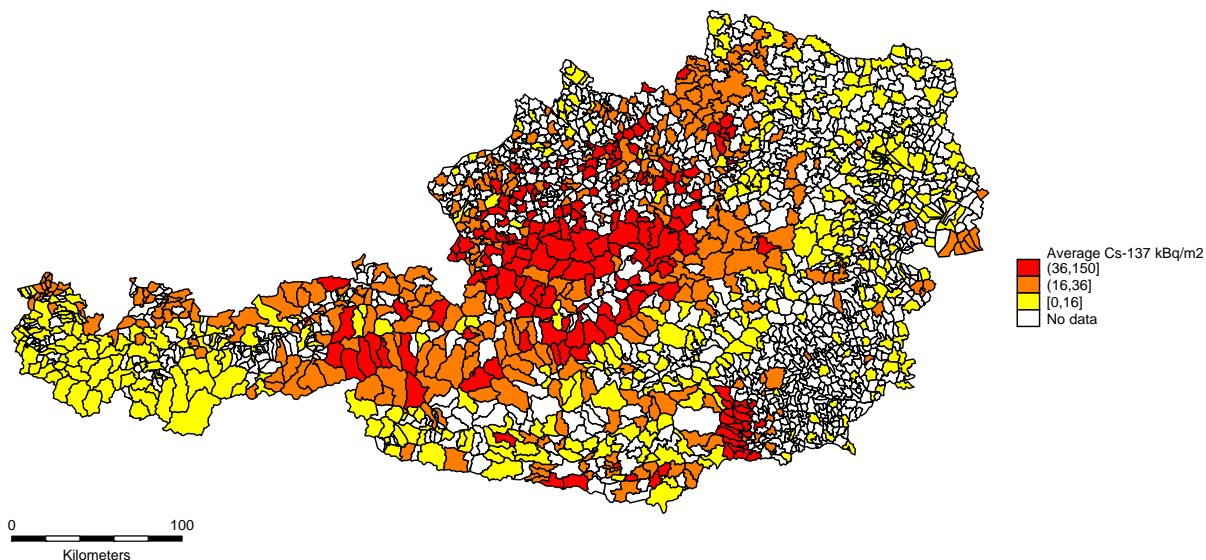 Average Cs-137 kBq/m2
(36,150]
(16,36]
[0,16]
No data
0 100
Kilometers